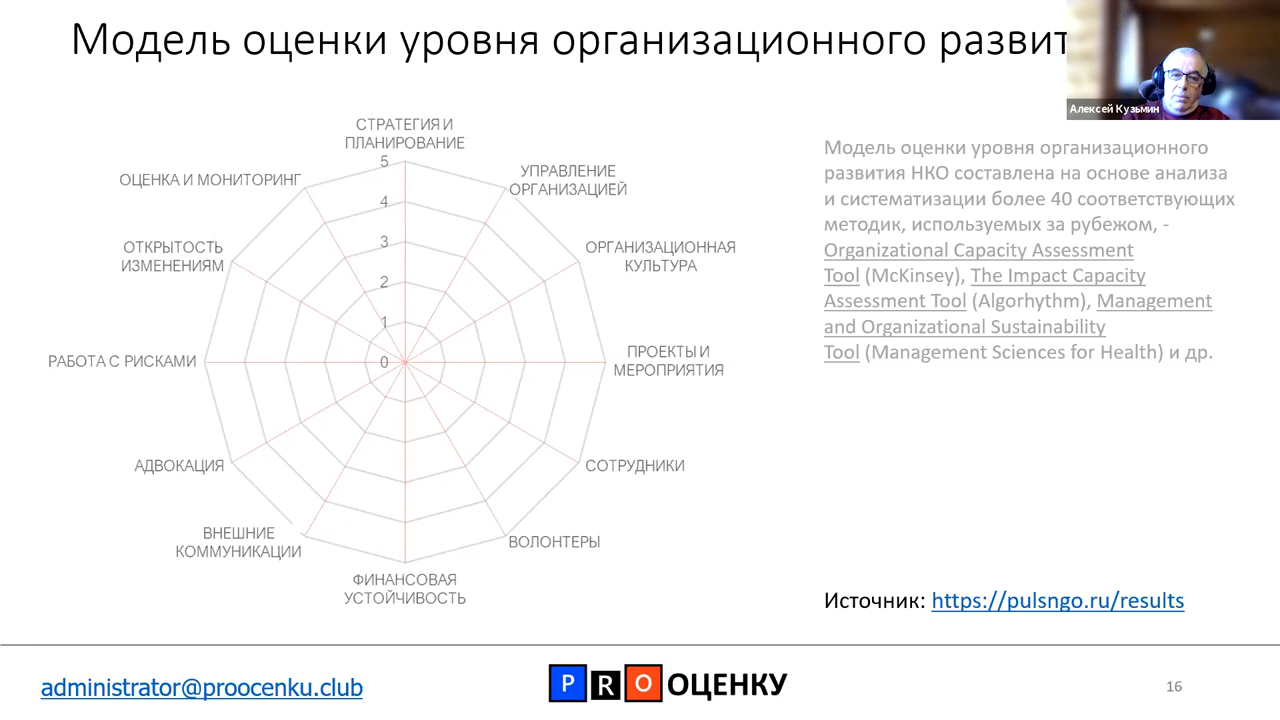 Модель оценки уровня организационного развит
Алексей Кузьмин
СТРАТЕГИЯ И
ПЛАНИРОВАНИЕ
УПРАВЛЕНИЕ
ОРГАНИЗАЦИЕЙ
ОРГАНИЗАЦИОННАЯ
КУЛЬТУРА
ПРОЕКТЫ И
МЕРОПРИЯТИЯ
СОТРУДНИКИ
ВОЛОНТЕРЫ
ФИНАНСОВАЯ
УСТОЙЧИВОСТЬ
ВНЕШНИЕ
КОММУНИКАЦИИ
АДВОКАЦИЯ
РАБОТА С РИСКАМИ
ОТКРЫТОСТЬ
ИЗМЕНЕНИЯМ
ОЦЕНКА И МОНИТОРИНГ
5
4
3
2
1
0
Модель оценки уровня организационного
развития НКО составлена на основе анализа
и систематизации более 40 соответствующих
методик, используемых за рубежом, -
Organizational Capacity Assessment
Tool (McKinsey), The Impact Capacity
Assessment Tool (Algorhythm), Management
and Organizational Sustainability
Tool (Management Sciences for Health) и др.
Источник: https://pulsngo.ru/results
administrator@proocenku.club
PRO ОЦЕНКУ
16